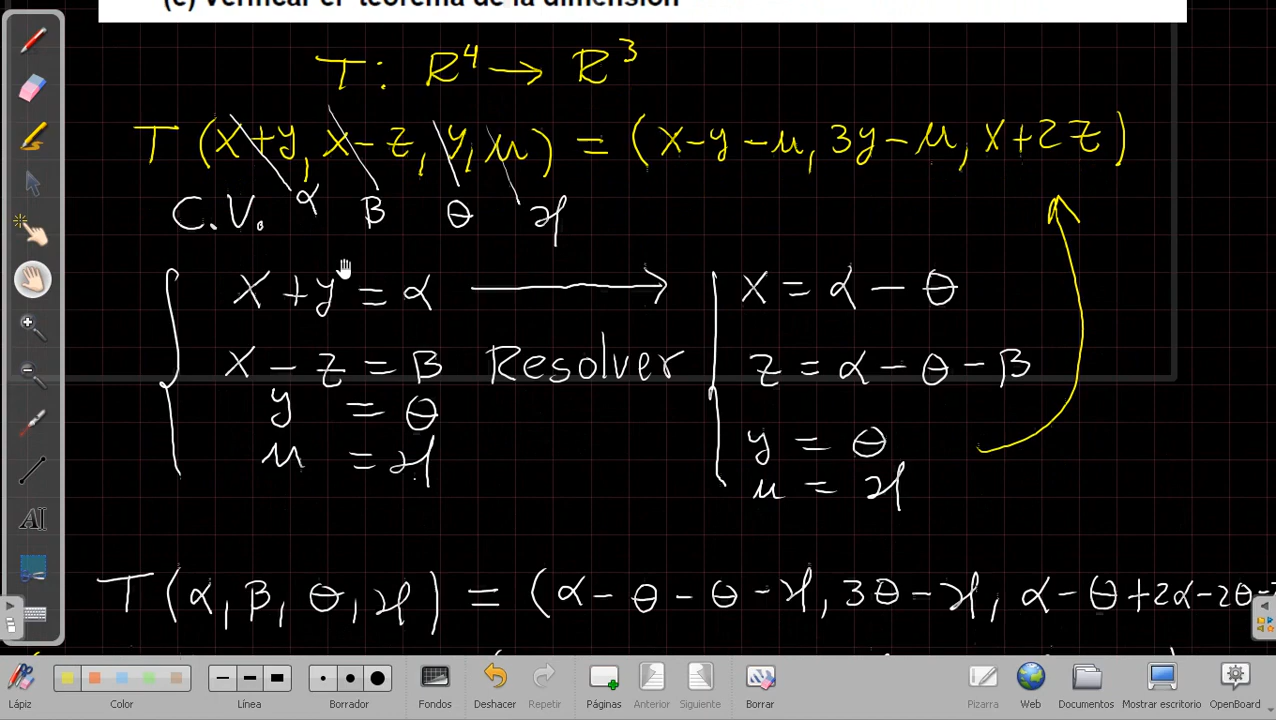 (e) Verificar el teorema de la dimensión
T: R⁴ → R³
T (x+y, x-z, y, μ) = (x-y-μ, 3y-μ, x+2z)
C.V. α β θ ϰ
x + y = α → x = α - θ
x - z = β Resolver z = α - θ - β
y = θ y = θ
μ = ϰ μ = ϰ
T(α, β, θ, ϰ) = (α - θ - θ - ϰ, 3θ - ϰ, α - θ + 2α - 2θ -
Lápiz Color Línea Borrador Fondos Deshacer Repetir Páginas Anterior Siguiente Borrar Pizarra Web Documentos Mostrar escritorio OpenBoard